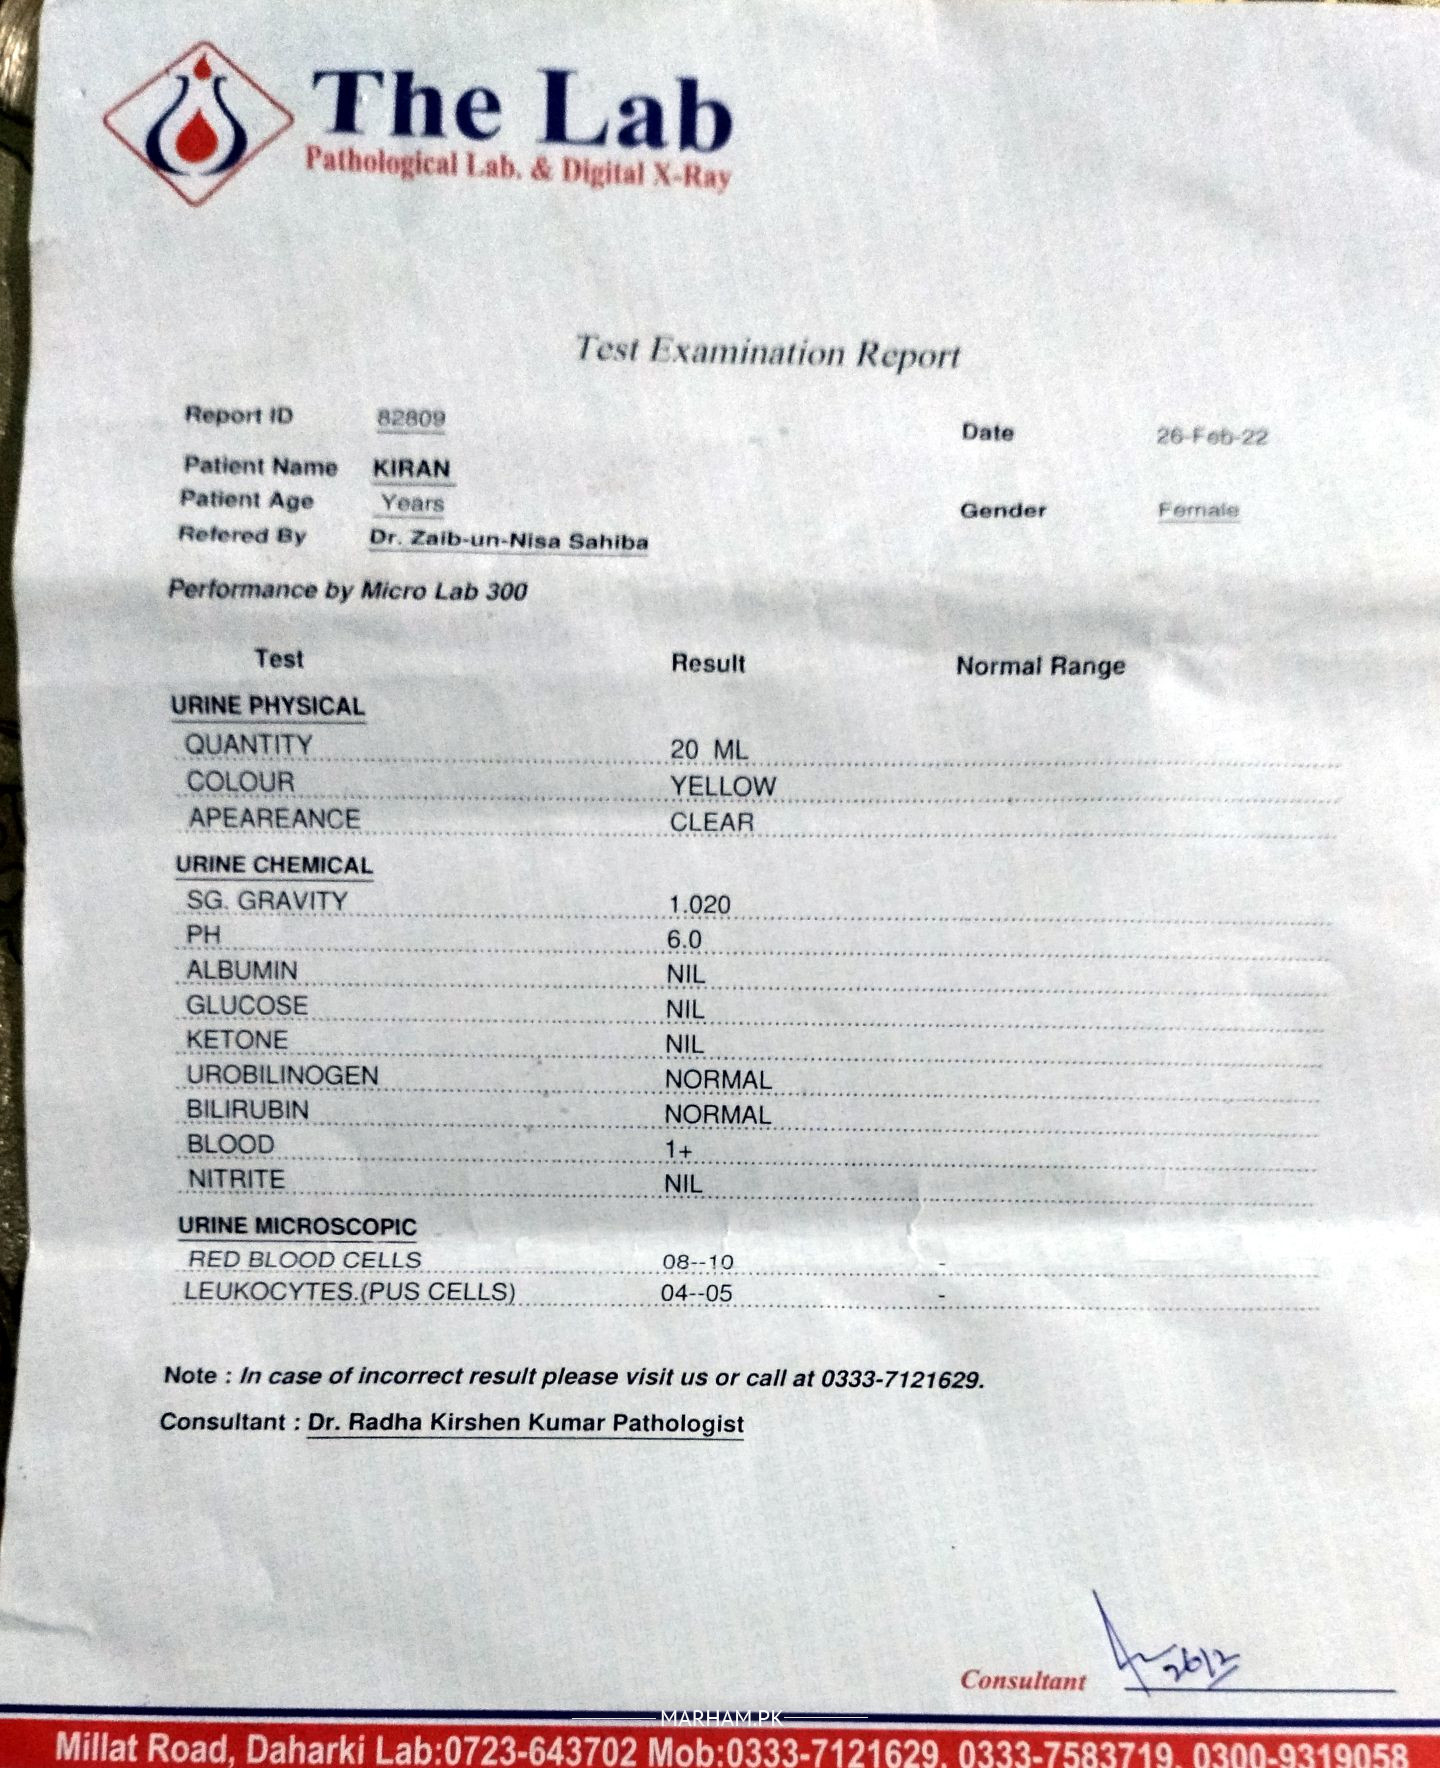 The Lab
Pathological Lab. & Digital X-Ray
Test Examination Report
Report ID 82809
Date 26-Feb-22
Patient Name KIRAN
Patient Age Years
Gender Female
Refered By Dr. Zaib-un-Nisa Sahiba
Performance by Micro Lab 300
Test Result Normal Range
URINE PHYSICAL
QUANTITY 20 ML
COLOUR YELLOW
APEAREANCE CLEAR
URINE CHEMICAL
SG. GRAVITY 1.020
PH 6.0
ALBUMIN NIL
GLUCOSE NIL
KETONE NIL
UROBILINOGEN NORMAL
BILIRUBIN NORMAL
BLOOD 1+
NITRITE NIL
URINE MICROSCOPIC
RED BLOOD CELLS 08--10 -
LEUKOCYTES.(PUS CELLS) 04--05 -
Note : In case of incorrect result please visit us or call at 0333-7121629.
Consultant : Dr. Radha Kirshen Kumar Pathologist
Consultant 26/2
MARHAM.PK
Millat Road, Daharki Lab:0723-643702 Mob:0333-7121629, 0333-7583719, 0300-9319058